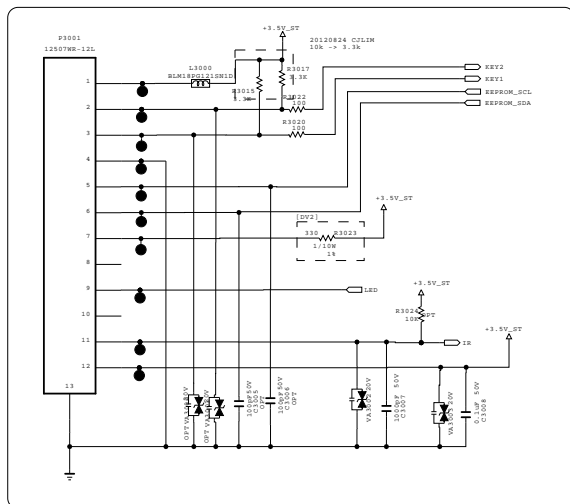 P3001
12507WR-12L
+3.5V_ST
20120824 CJLIM
10k -> 3.3k
L3000
BLM18PG121SN1D
R3017
3.3K
R3015
3.3K
R3022
100
R3020
100
KEY2
KEY1
EEPROM_SCL
EEPROM_SDA
1
2
3
4
5
6
7
8
9
10
11
12
13
[DV2]
330 R3023
1/10W
1%
+3.5V_ST
LED
+3.5V_ST
R3024 OPT
10K
IR
+3.5V_ST
OPT
OPT
1000pF 50V
C3005
OPT
100pF 50V
C3006
OPT
VA3002 20V
1000pF 50V
C3007
VA3003 20V
0.1uF 50V
C3008